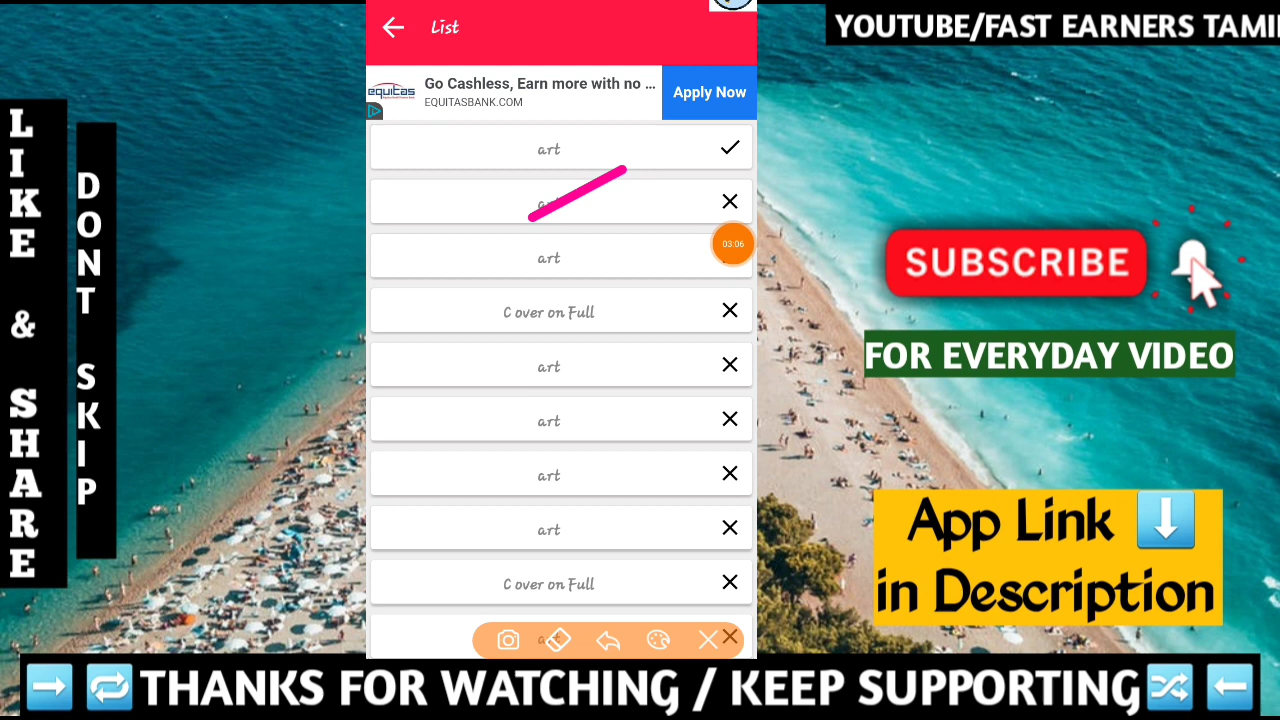 YOUTUBE/FAST EARNERS TAMI
List
equitas
Go Cashless, Earn more with no ...
EQUITASBANK.COM
Apply Now
art
art
03:06
art
C over on Full
art
art
art
art
C over on Full
LIKE & SHARE
DONT SKIP
SUBSCRIBE
FOR EVERYDAY VIDEO
App Link
in Description
THANKS FOR WATCHING / KEEP SUPPORTING